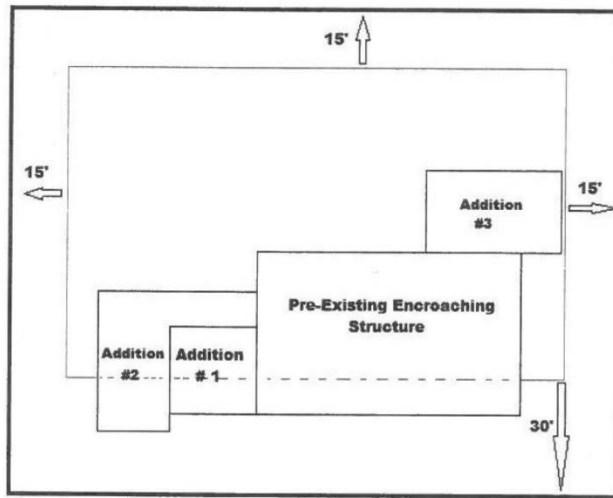 15'
15'
15'
Addition
#3
Pre-Existing Encroaching
Structure
Addition
#2
Addition
# 1
30'